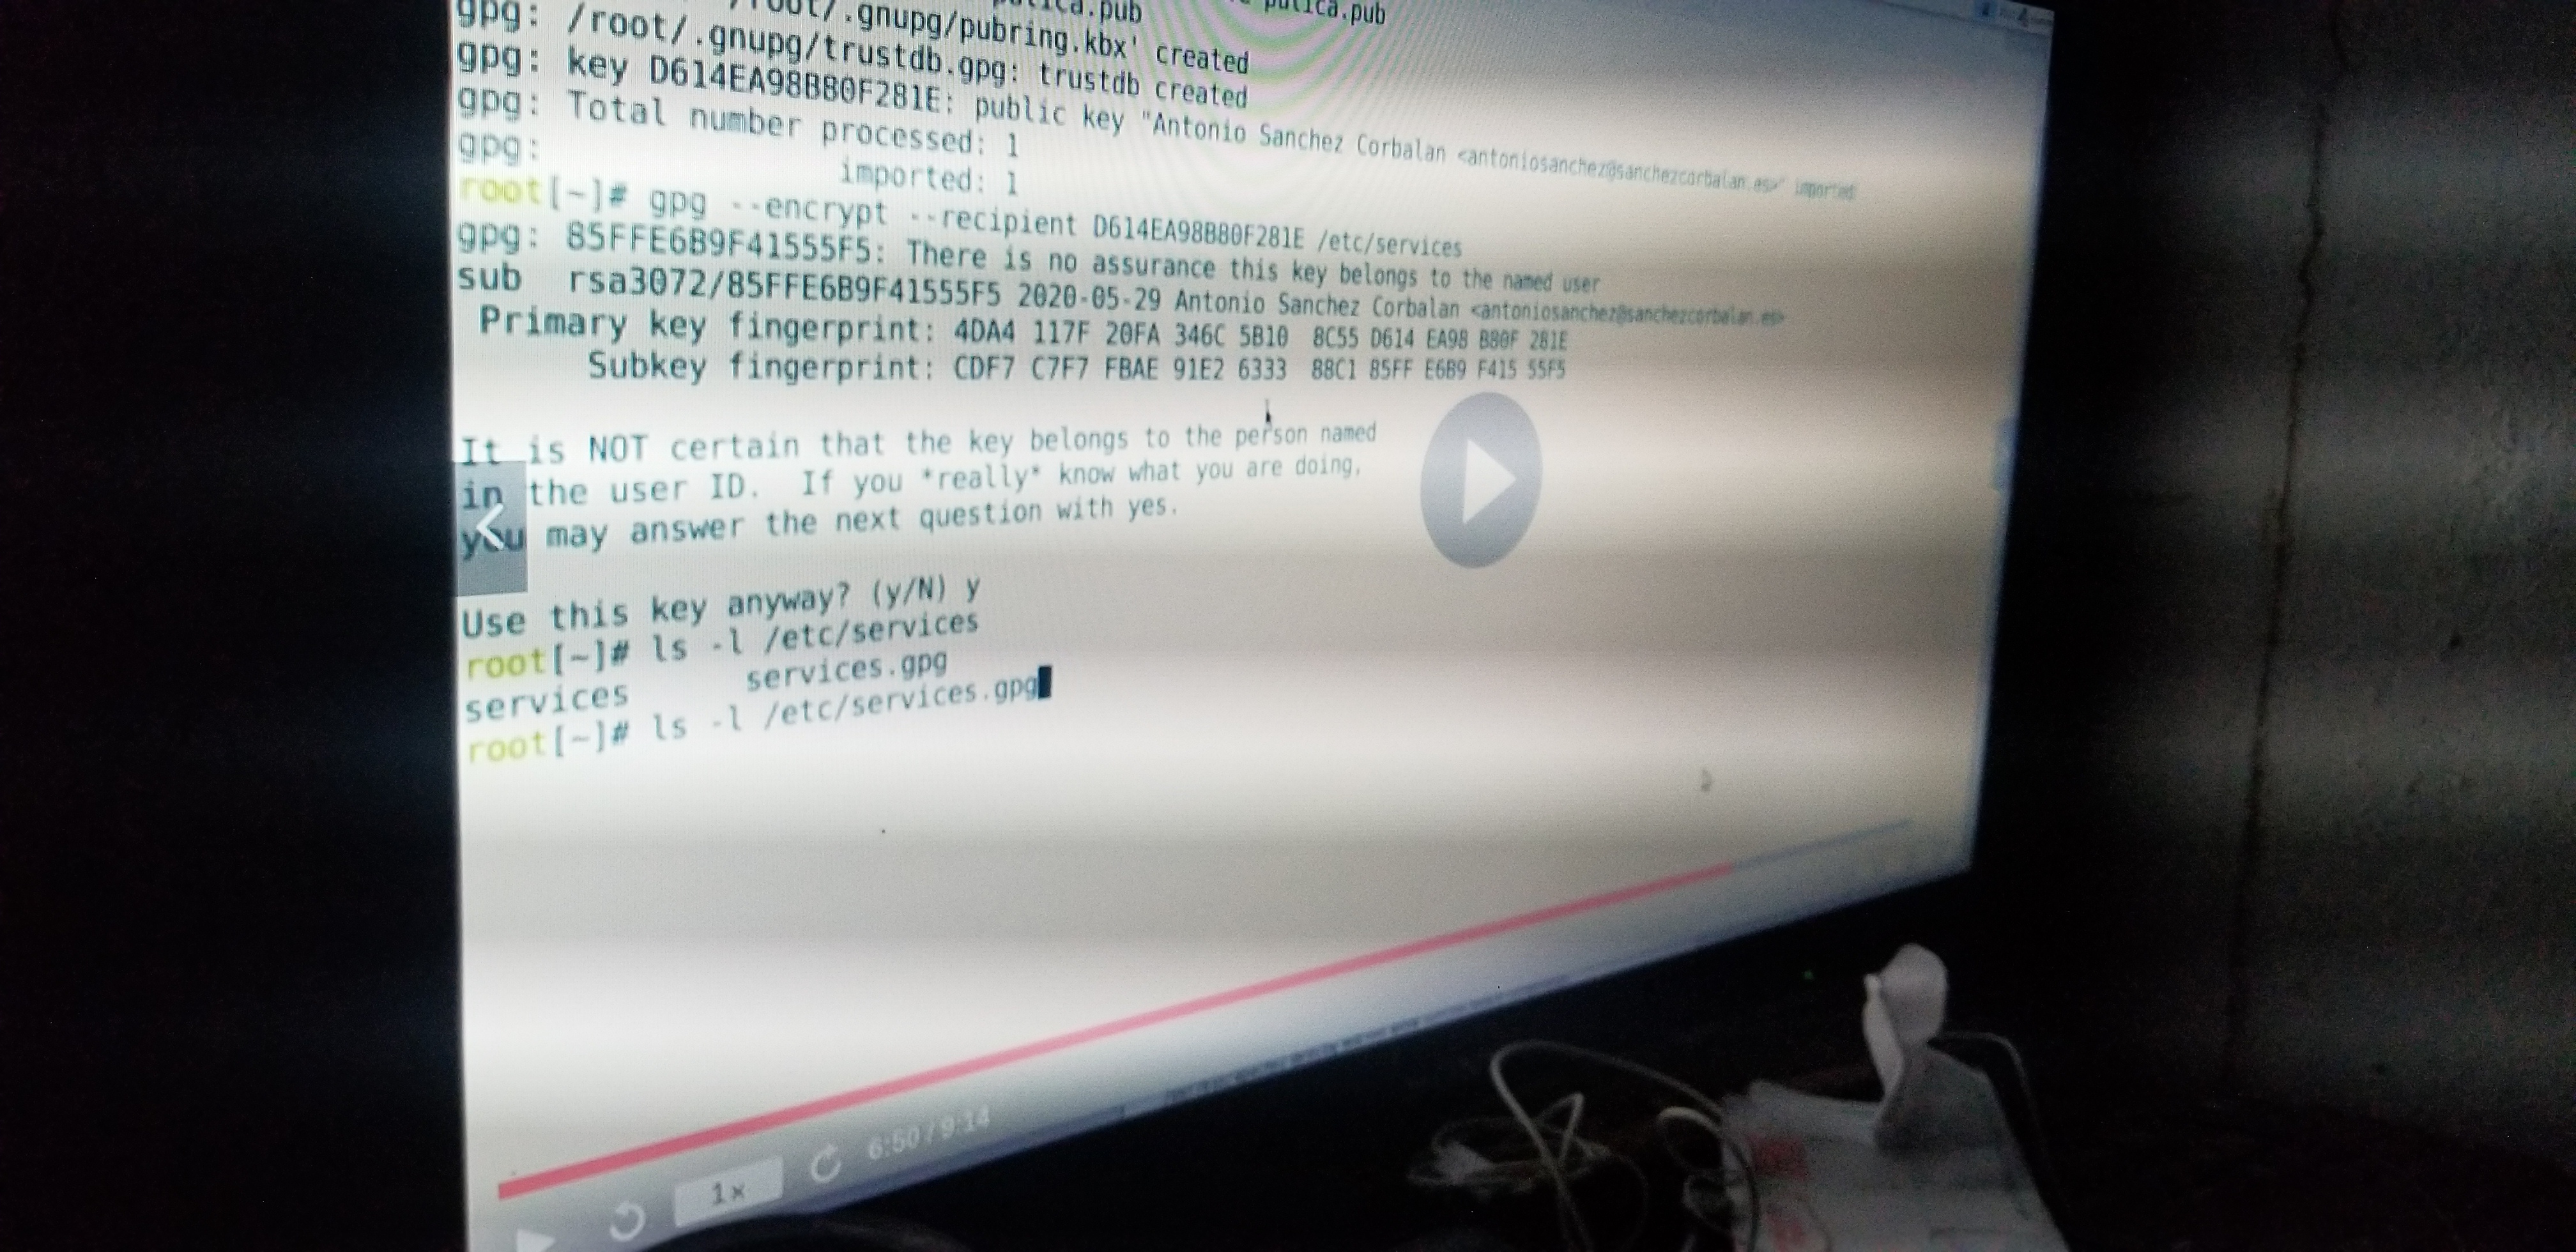 gpg: /root/.gnupg/pubring.kbx' created
gpg: /root/.gnupg/trustdb.gpg: trustdb created
gpg: key D614EA98B80F281E: public key "Antonio Sanchez Corbalan <antoniosanchez@sanchezcorbalan.es>" imported
gpg: Total number processed: 1
gpg: imported: 1
root[~]# gpg --encrypt --recipient D614EA98B80F281E /etc/services
gpg: 85FFE6B9F41555F5: There is no assurance this key belongs to the named user
sub rsa3072/85FFE6B9F41555F5 2020-05-29 Antonio Sanchez Corbalan <antoniosanchez@sanchezcorbalan.es>
Primary key fingerprint: 4DA4 117F 20FA 346C 5B10 8C55 D614 EA98 B80F 281E
Subkey fingerprint: CDF7 C7F7 FBAE 91E2 6333 88C1 85FF E6B9 F415 55F5
It is NOT certain that the key belongs to the person named
in the user ID. If you *really* know what you are doing,
you may answer the next question with yes.
Use this key anyway? (y/N) y
root[~]# ls -l /etc/services
services services.gpg
root[~]# ls -l /etc/services.gpg
1x 6:50 / 9:14